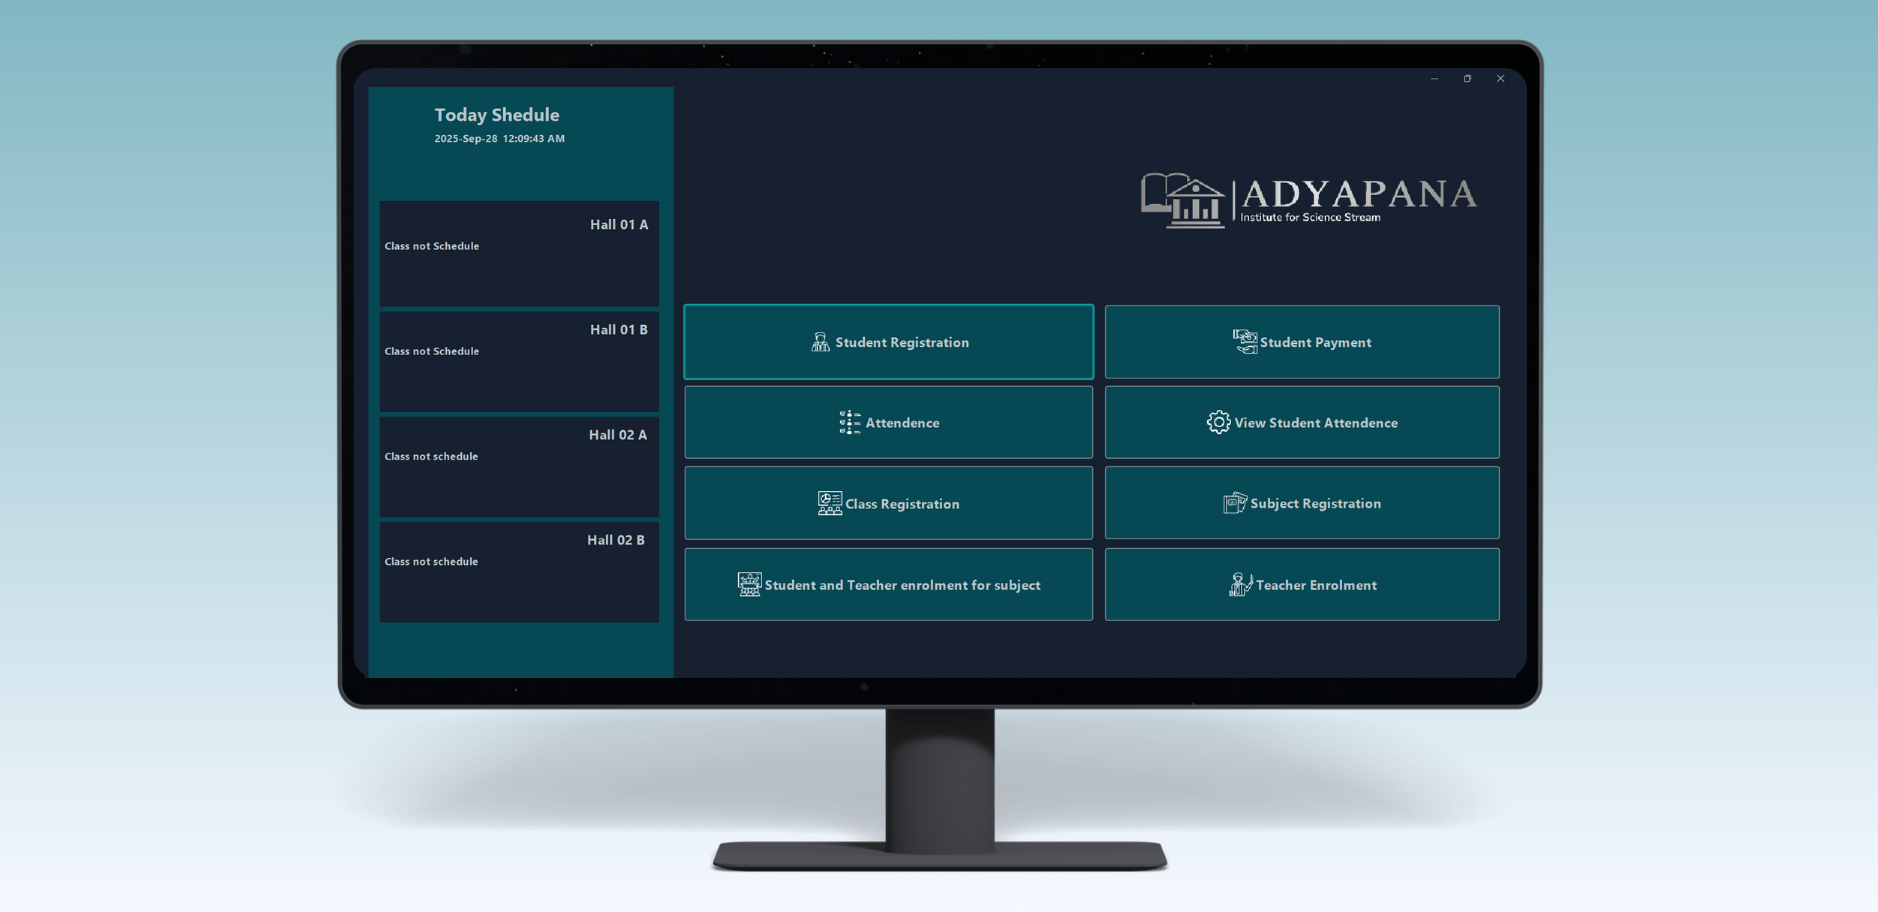 Today Shedule
2025-Sep-28 12:09:43 AM
Hall 01 A
Class not Schedule
Hall 01 B
Class not Schedule
Hall 02 A
Class not schedule
Hall 02 B
Class not schedule
ADYAPANA
Institute for Science Stream
Student Registration
Student Payment
Attendence
View Student Attendence
Class Registration
Subject Registration
Student and Teacher enrolment for subject
Teacher Enrolment